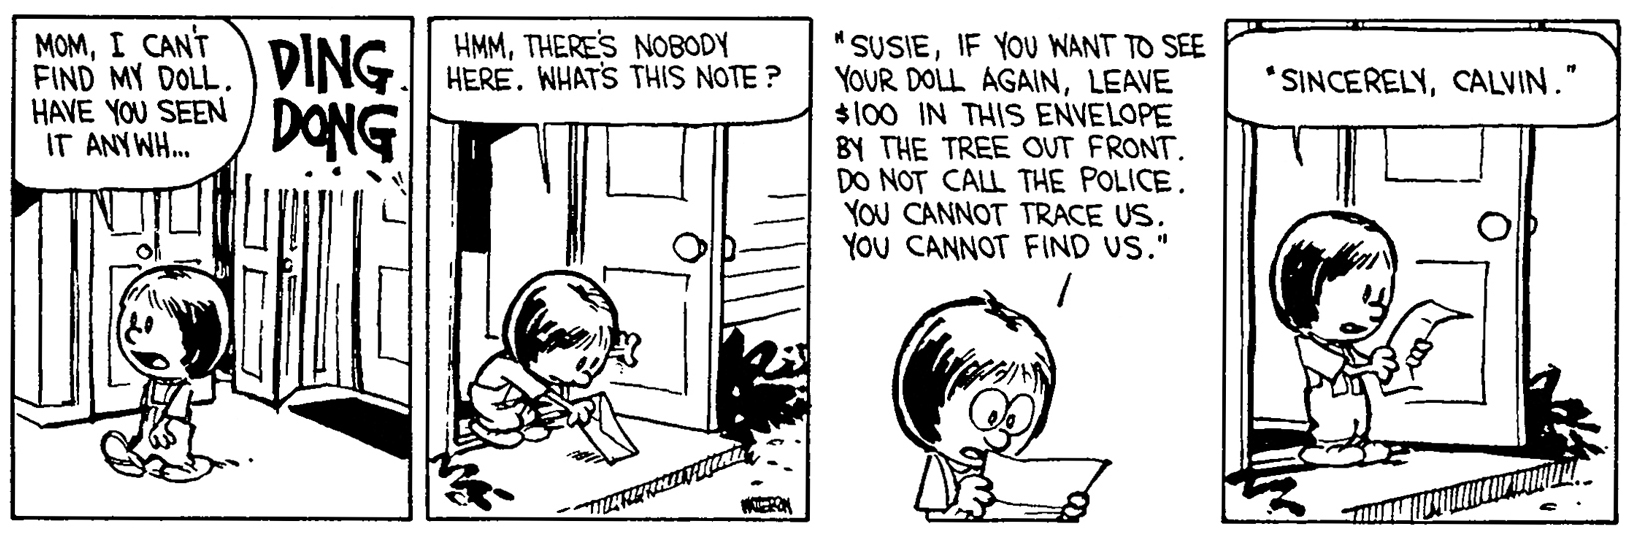 MOM, I CAN'T
FIND MY DOLL.
HAVE YOU SEEN
IT ANYWH...
DING
DONG
HMM, THERE'S NOBODY
HERE. WHAT'S THIS NOTE?
WATTERSON
"SUSIE, IF YOU WANT TO SEE
YOUR DOLL AGAIN, LEAVE
$100 IN THIS ENVELOPE
BY THE TREE OUT FRONT.
DO NOT CALL THE POLICE.
YOU CANNOT TRACE US.
YOU CANNOT FIND US."
"SINCERELY, CALVIN."